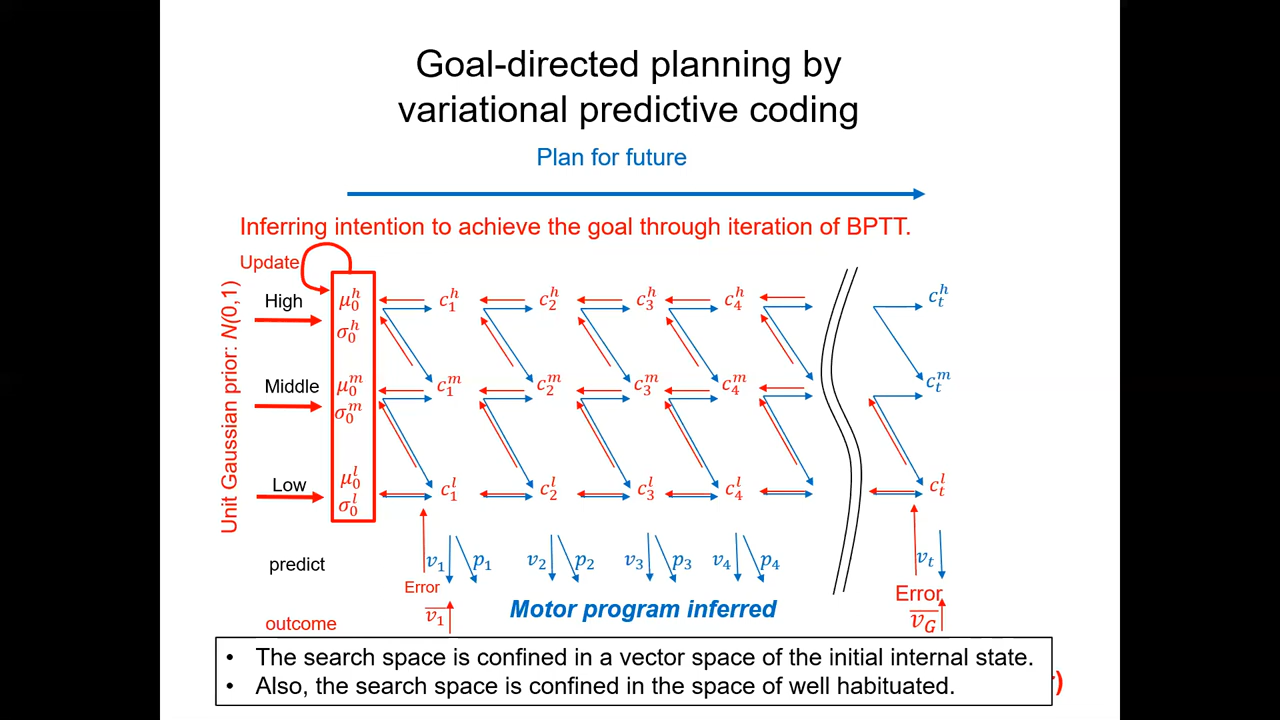 Goal-directed planning by
variational predictive coding
Plan for future
Inferring intention to achieve the goal through iteration of BPTT.
Update
Unit Gaussian prior: N(0,1)
High
μ₀ʰ
σ₀ʰ
c₁ʰ c₂ʰ c₃ʰ c₄ʰ cₜʰ
Middle
μ₀ᵐ
σ₀ᵐ
c₁ᵐ c₂ᵐ c₃ᵐ c₄ᵐ cₜᵐ
Low
μ₀ˡ
σ₀ˡ
c₁ˡ c₂ˡ c₃ˡ c₄ˡ cₜˡ
predict
v₁ p₁ v₂ p₂ v₃ p₃ v₄ p₄ vₜ
Error
Error
v̅₁
Motor program inferred
v̅_G
outcome
• The search space is confined in a vector space of the initial internal state.
• Also, the search space is confined in the space of well habituated.
)